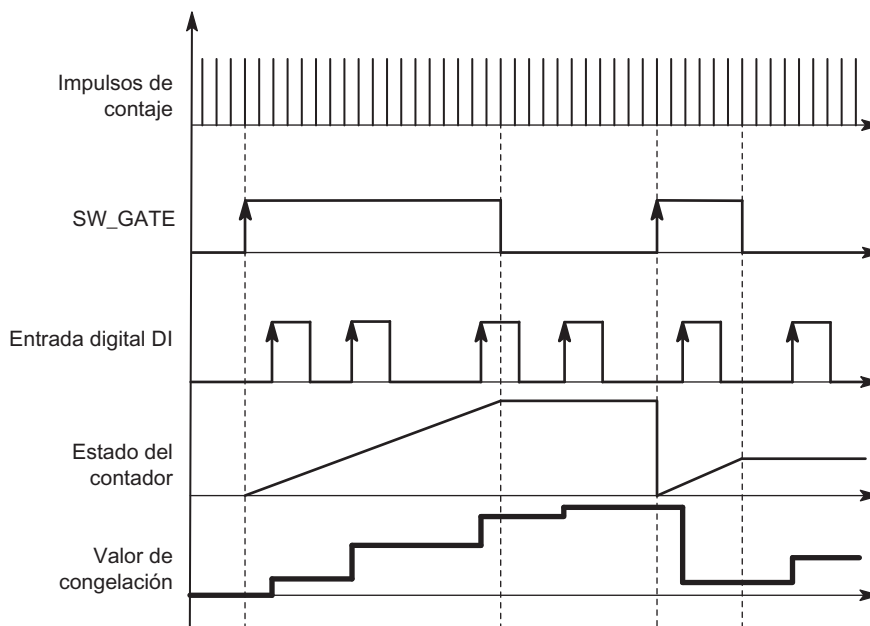 Impulsos de
contaje
SW_GATE
Entrada digital DI
Estado del
contador
Valor de
congelación